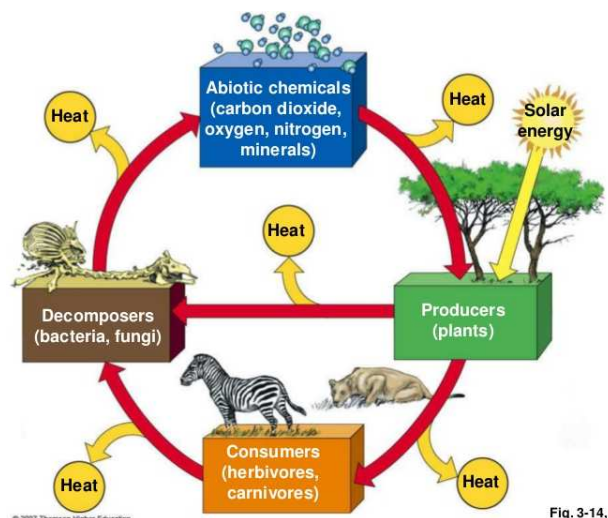 Abiotic chemicals
(carbon dioxide,
oxygen, nitrogen,
minerals)
Heat
Heat
Solar
energy
Heat
Decomposers
(bacteria, fungi)
Producers
(plants)
Consumers
(herbivores,
carnivores)
Heat
Heat
Fig. 3-14,